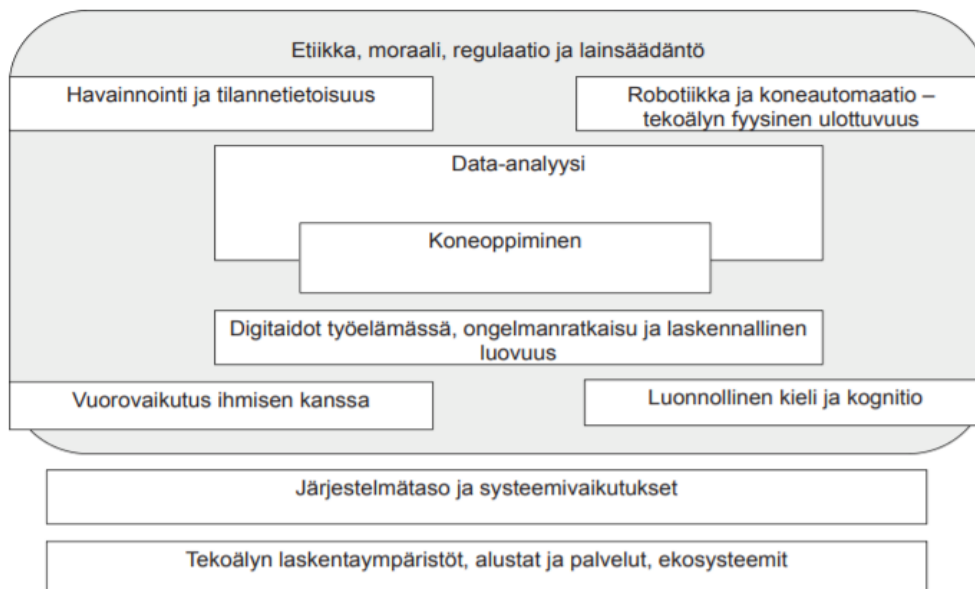 Etiikka, moraali, regulaatio ja lainsäädäntö
Havainnointi ja tilannetietoisuus
Robotiikka ja koneautomaatio –
tekoälyn fyysinen ulottuvuus
Data-analyysi
Koneoppiminen
Digitaidot työelämässä, ongelmanratkaisu ja laskennallinen
luovuus
Vuorovaikutus ihmisen kanssa
Luonnollinen kieli ja kognitio
Järjestelmätaso ja systeemivaikutukset
Tekoälyn laskentaympäristöt, alustat ja palvelut, ekosysteemit